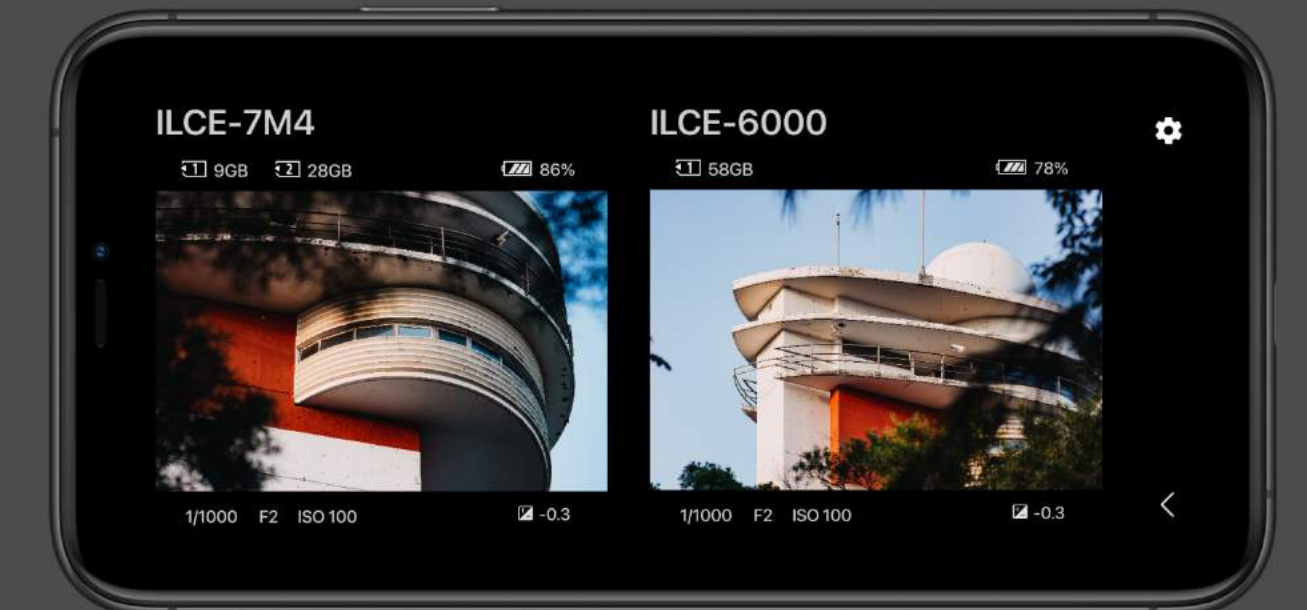 ILCE-7M4
1 9GB 2 28GB 86%
1/1000 F2 ISO 100 -0.3
ILCE-6000
1 58GB 78%
1/1000 F2 ISO 100 -0.3